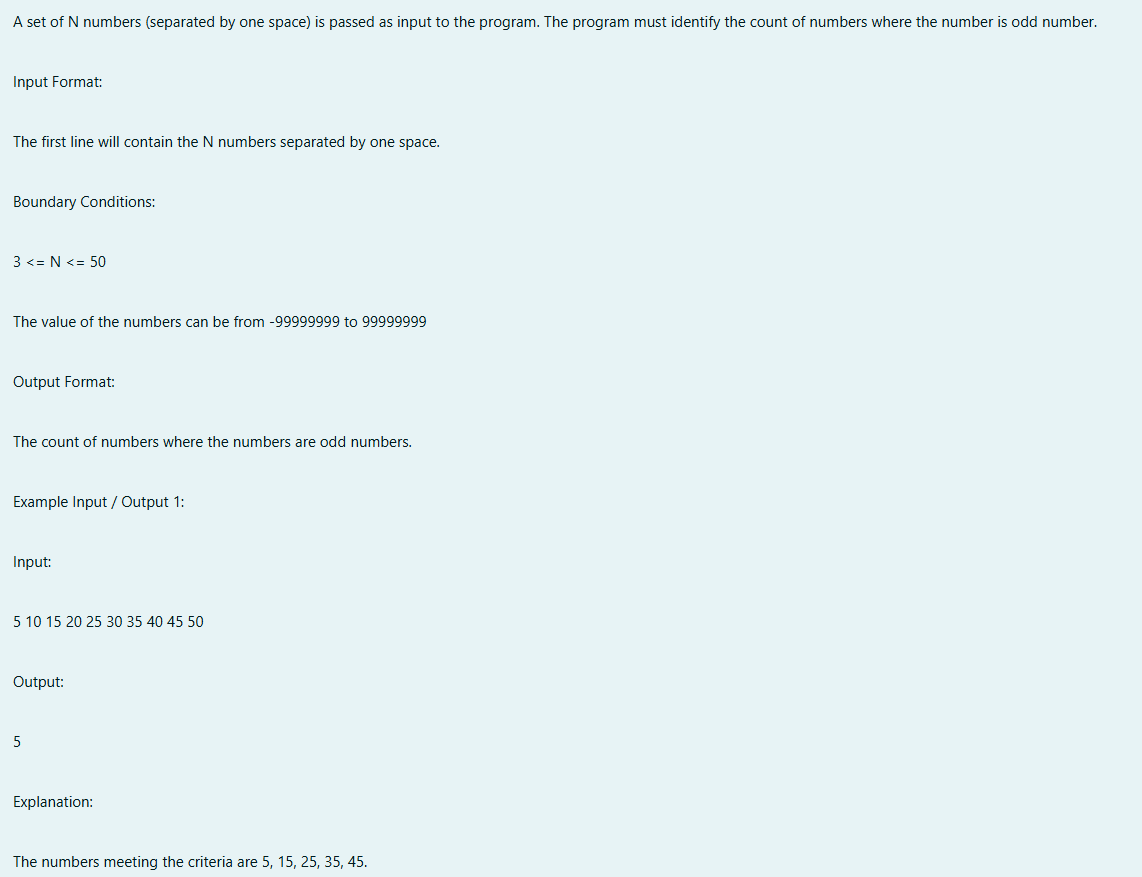 A set of N numbers (separated by one space) is passed as input to the program. The program must identify the count of numbers where the number is odd number.
Input Format:
The first line will contain the N numbers separated by one space.
Boundary Conditions:
3 <= N <= 50
The value of the numbers can be from -99999999 to 99999999
Output Format:
The count of numbers where the numbers are odd numbers.
Example Input / Output 1:
Input:
5 10 15 20 25 30 35 40 45 50
Output:
5
Explanation:
The numbers meeting the criteria are 5, 15, 25, 35, 45.